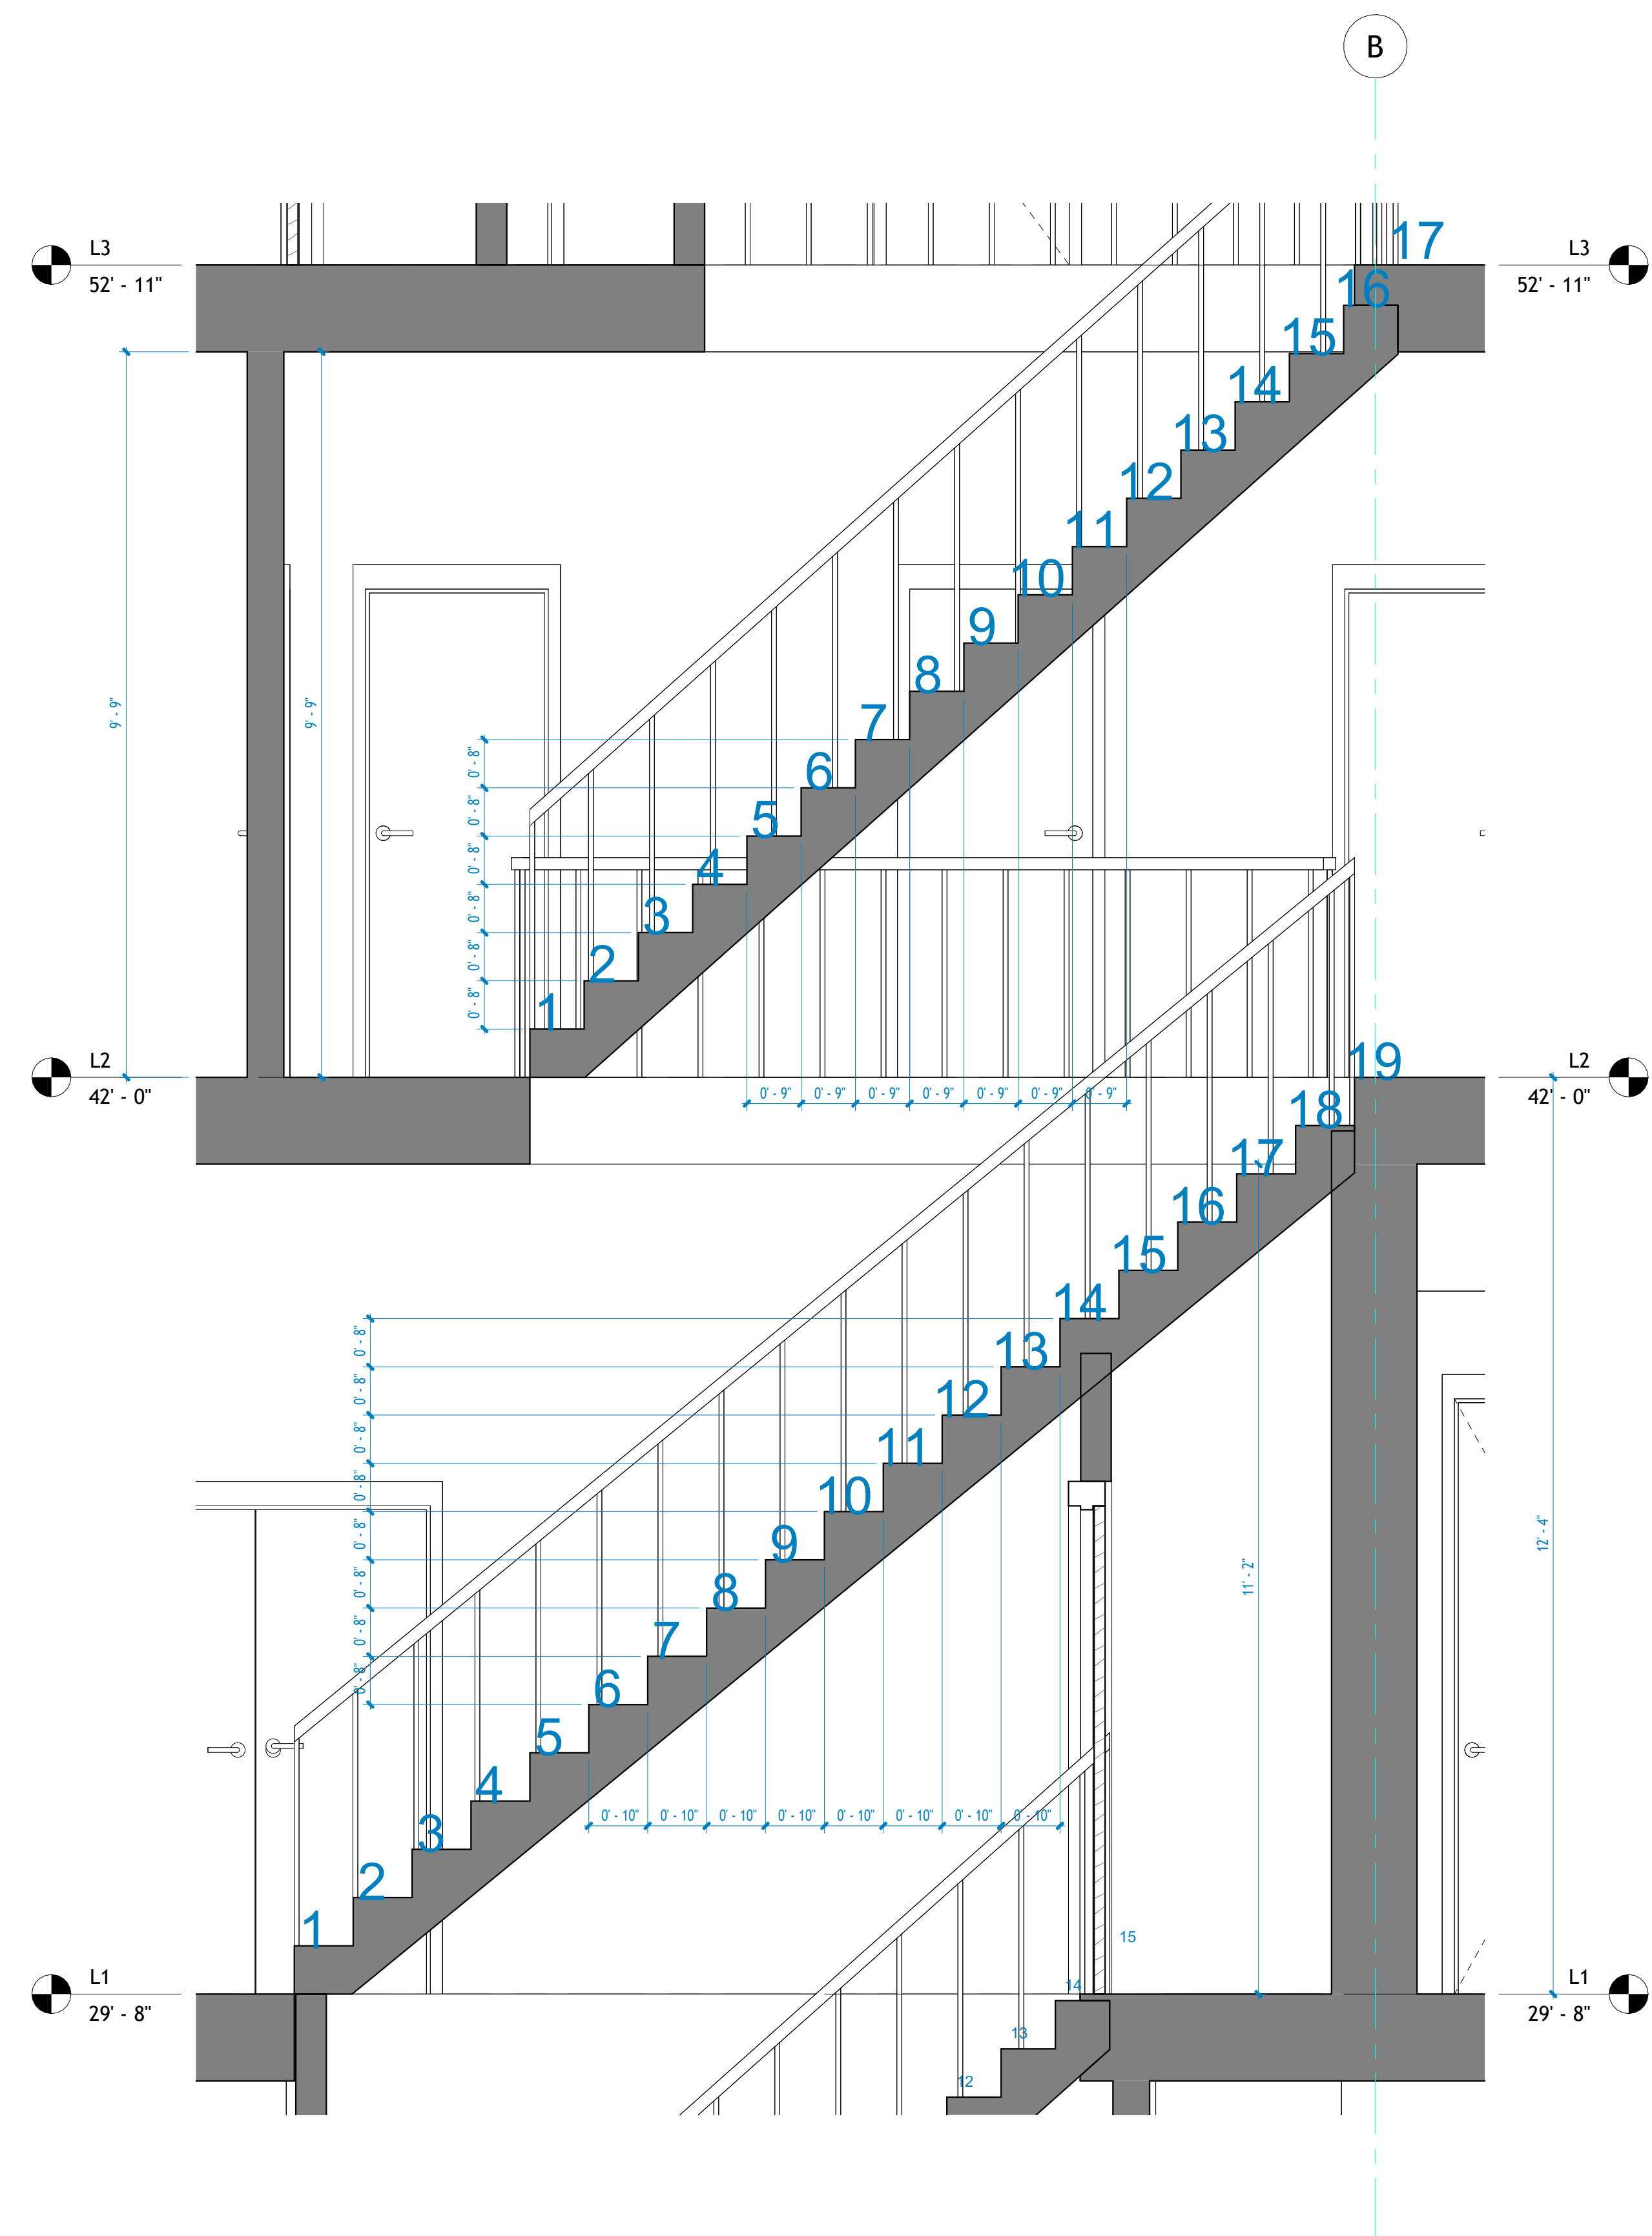 B
17
L3
L3
52' - 11"
52' - 11"
16
15
14
13
12
11
10
9
8
9' - 9"
9' - 9"
7
0' - 8"
6
0' - 8"
5
0' - 8"
4
0' - 8"
3
0' - 8"
2
0' - 8"
1
L2
19
L2
42' - 0"
0' - 9"
0' - 9"
0' - 9"
0' - 9"
0' - 9"
0' - 9"
0' - 9"
42' - 0"
18
17
16
15
14
0' - 8"
13
0' - 8"
12
0' - 8"
11
0' - 8"
10
0' - 8"
9
12' - 4"
0' - 8"
8
11' - 2"
0' - 8"
7
0' - 8"
6
5
4
0' - 10"
0' - 10"
0' - 10"
0' - 10"
0' - 10"
0' - 10"
0' - 10"
0' - 10"
3
2
1
15
L1
14
L1
29' - 8"
29' - 8"
13
12